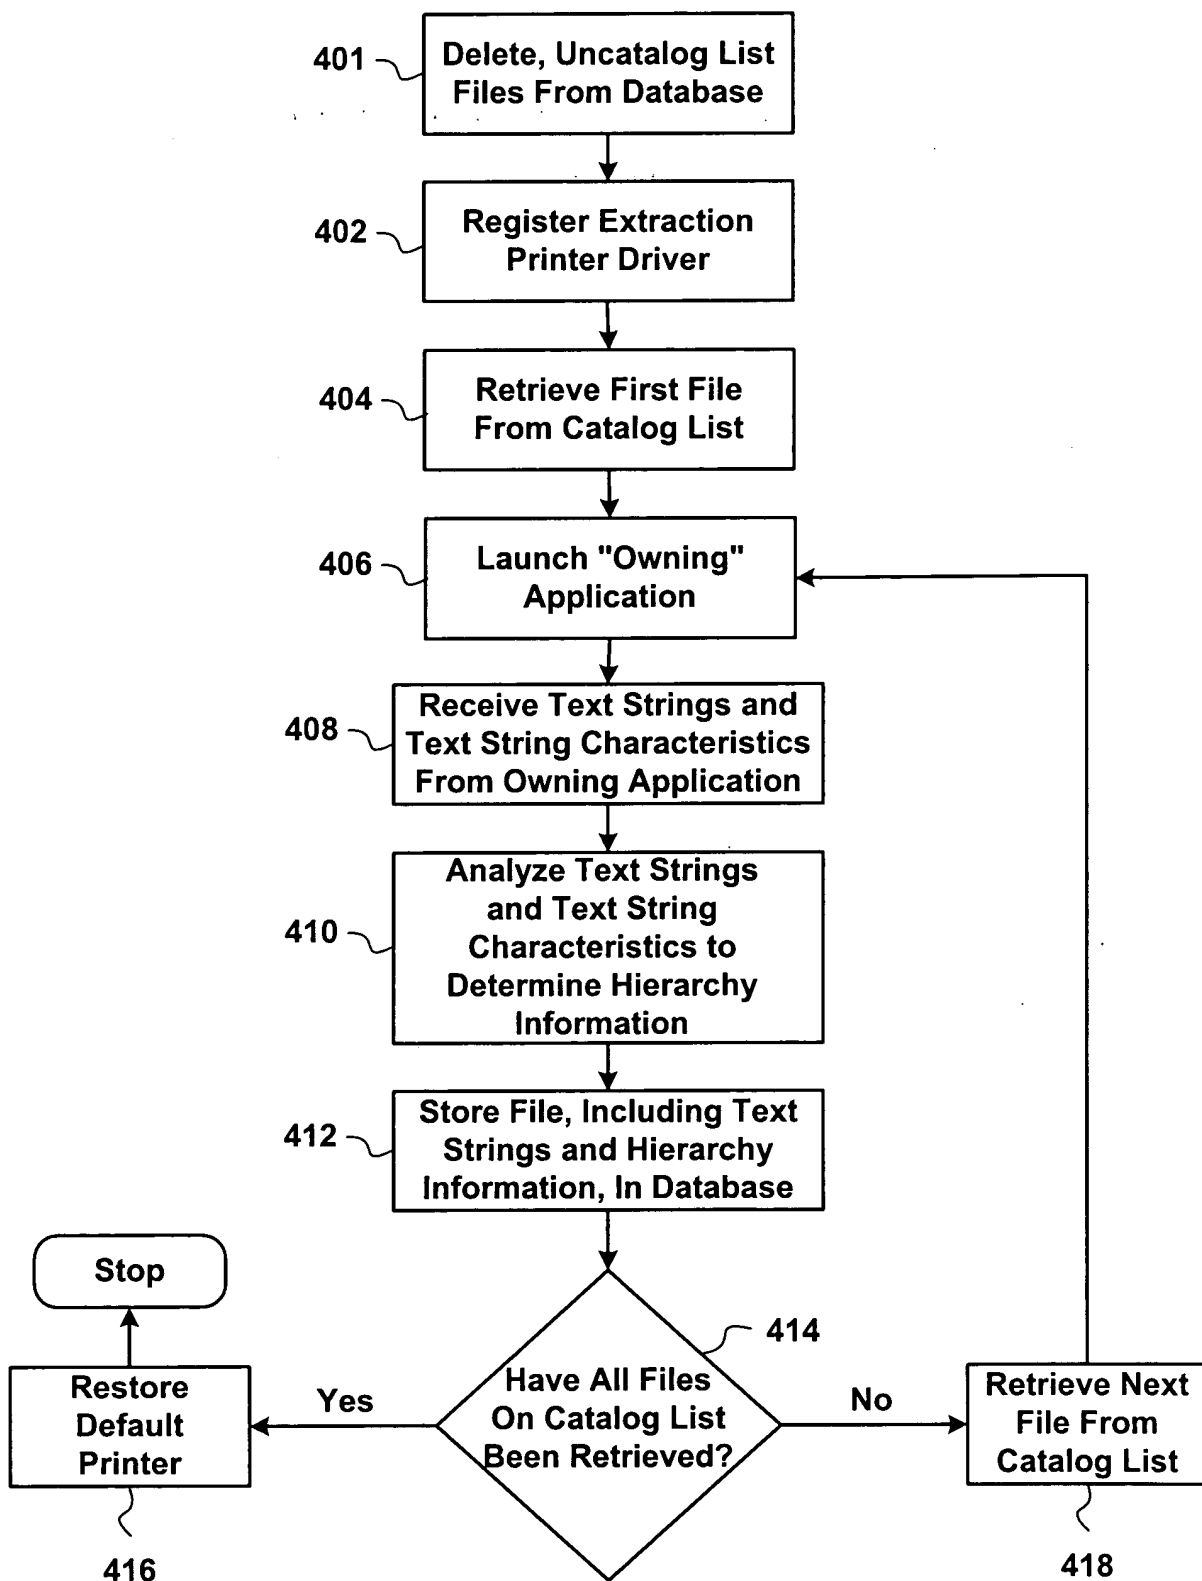 401
Delete, Uncatalog List
Files From Database
402
Register Extraction
Printer Driver
404
Retrieve First File
From Catalog List
406
Launch "Owning"
Application
408
Receive Text Strings and
Text String Characteristics
From Owning Application
410
Analyze Text Strings
and Text String
Characteristics to
Determine Hierarchy
Information
412
Store File, Including Text
Strings and Hierarchy
Information, In Database
Stop
414
Have All Files
On Catalog List
Been Retrieved?
Yes
No
Restore
Default
Printer
416
Retrieve Next
File From
Catalog List
418